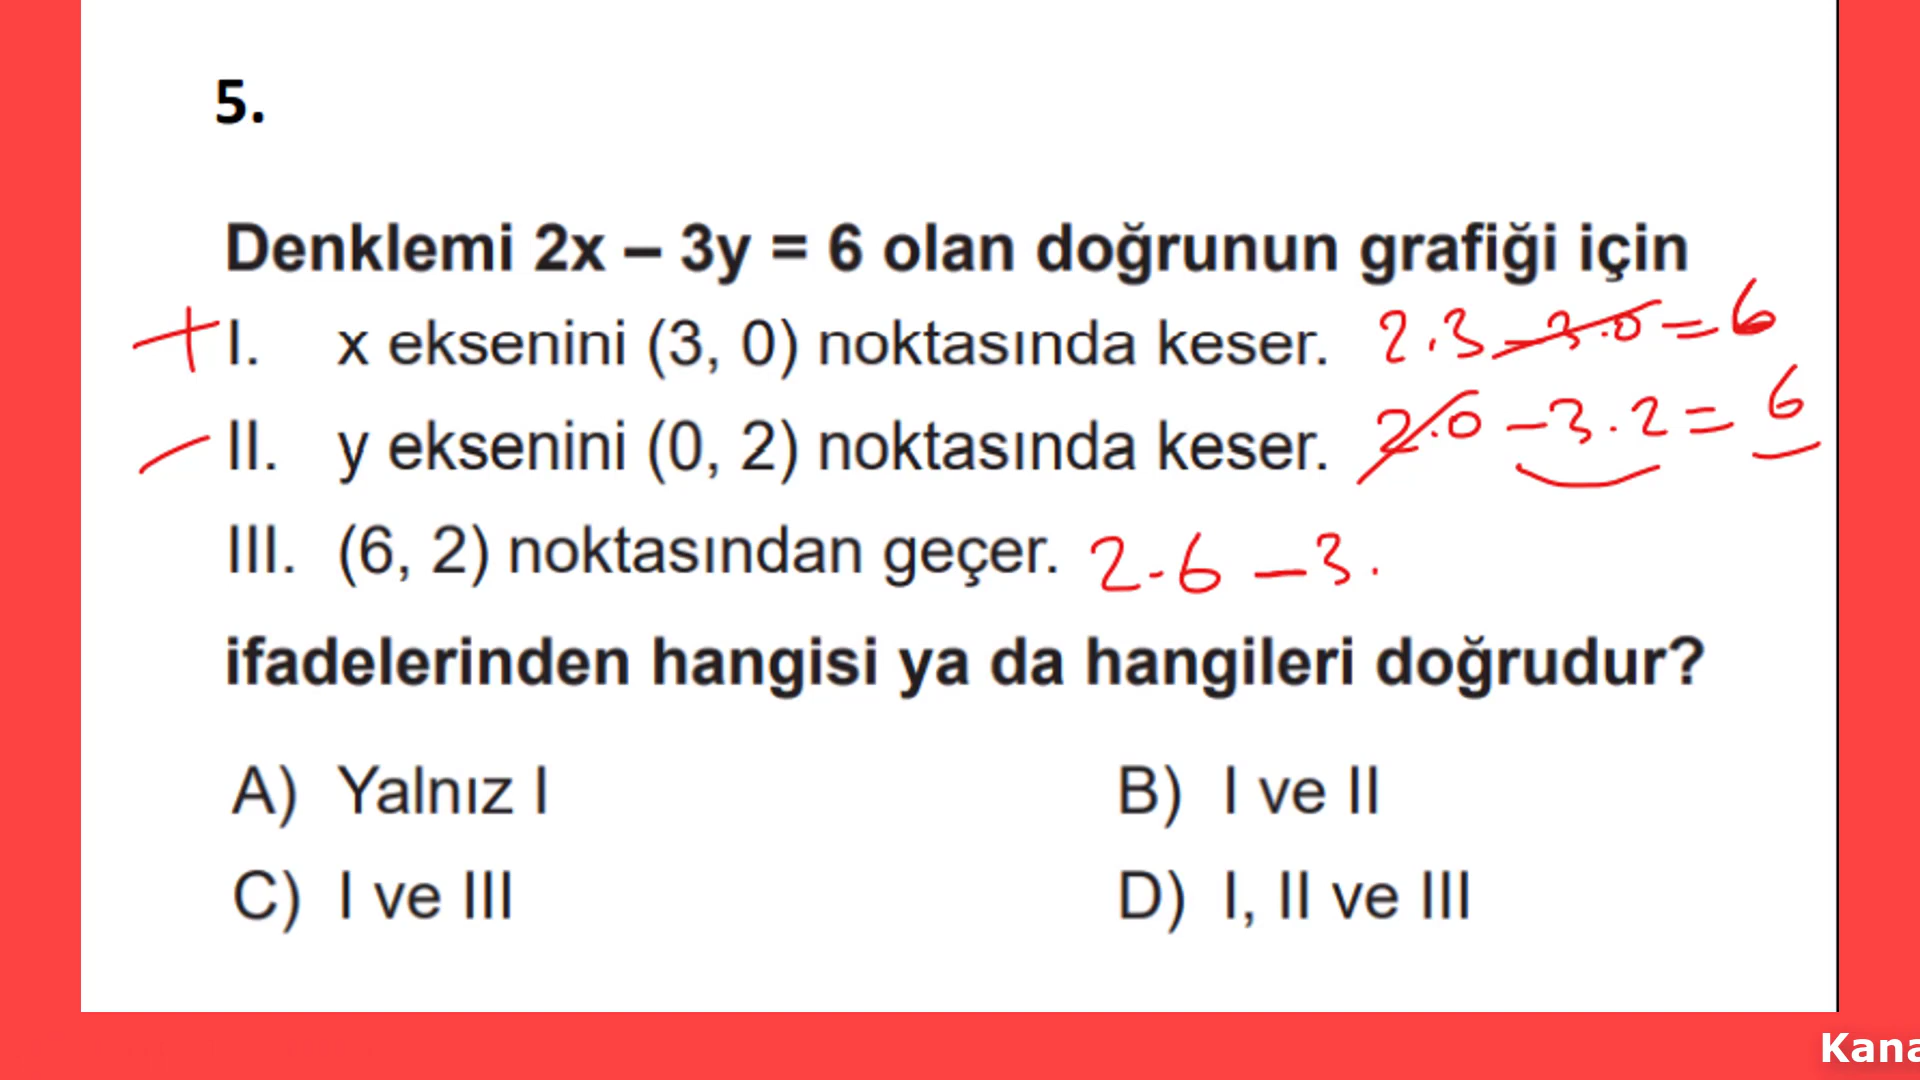 5.
Denklemi 2x – 3y = 6 olan doğrunun grafiği için
+ I. x eksenini (3, 0) noktasında keser. 2.3 - 3.0 = 6
- II. y eksenini (0, 2) noktasında keser. 2.0 - 3.2 = 6
III. (6, 2) noktasından geçer. 2.6 - 3.
ifadelerinden hangisi ya da hangileri doğrudur?
A) Yalnız I B) I ve II
C) I ve III D) I, II ve III
Kana